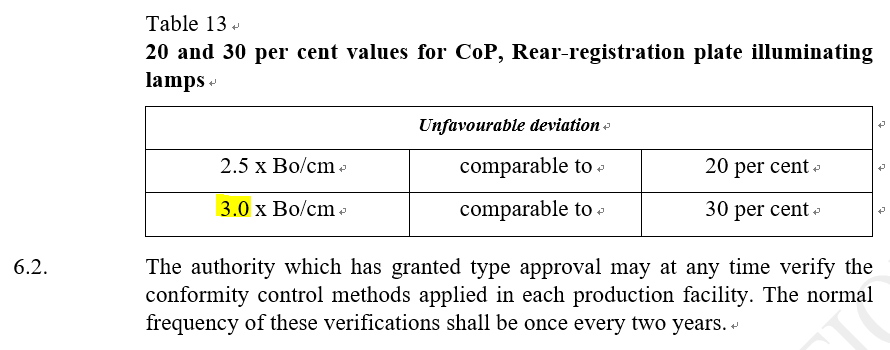 Table 13
20 and 30 per cent values for CoP, Rear-registration plate illuminating
lamps
Unfavourable deviation
2.5 x Bo/cm comparable to 20 per cent
3.0 x Bo/cm comparable to 30 per cent
6.2. The authority which has granted type approval may at any time verify the
conformity control methods applied in each production facility. The normal
frequency of these verifications shall be once every two years.